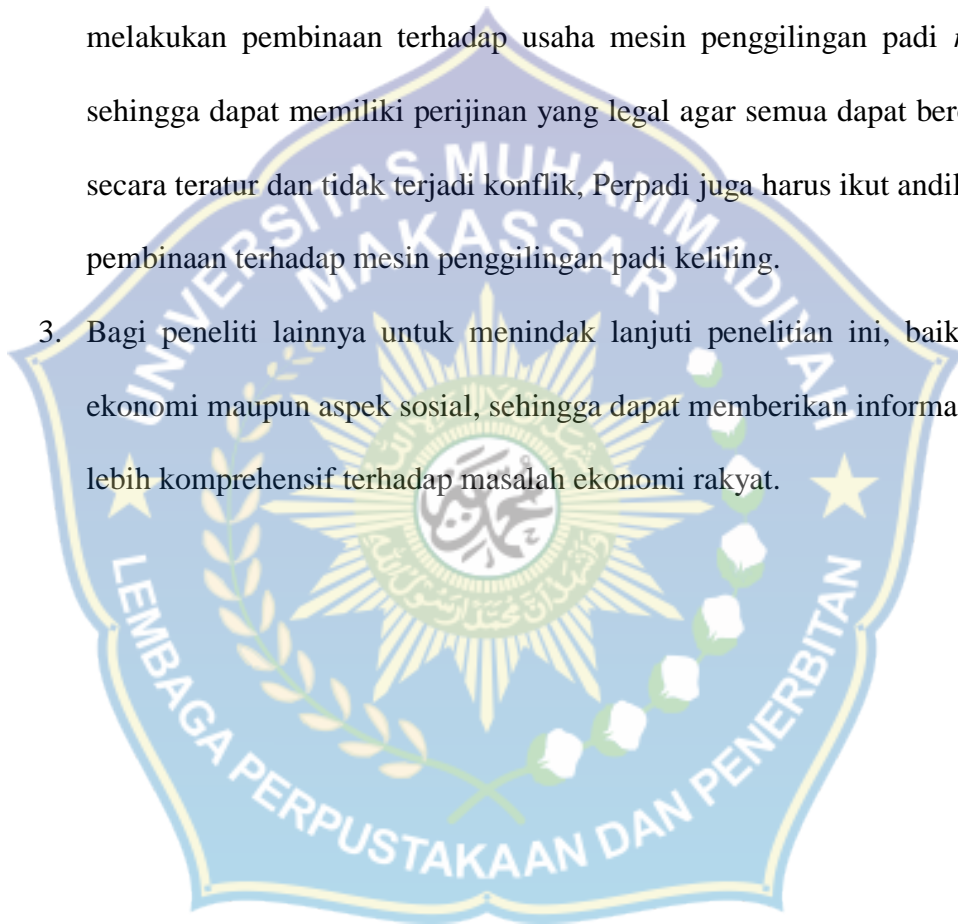 melakukan pembinaan terhadap usaha mesin penggilingan padi
sehingga dapat memiliki perijinan yang legal agar semua dapat
secara teratur dan tidak terjadi konflik, Perpadi juga harus ikut andil
pembinaan terhadap mesin penggilingan padi keliling.
3. Bagi peneliti lainnya untuk menindak lanjuti penelitian ini, baik
ekonomi maupun aspek sosial, sehingga dapat memberikan informa
lebih komprehensif terhadap masalah ekonomi rakyat.
UNIVERSITAS MUHAMMADIYAH
MAKASSAR
LEMBAGA PERPUSTAKAAN DAN PENERBITAN